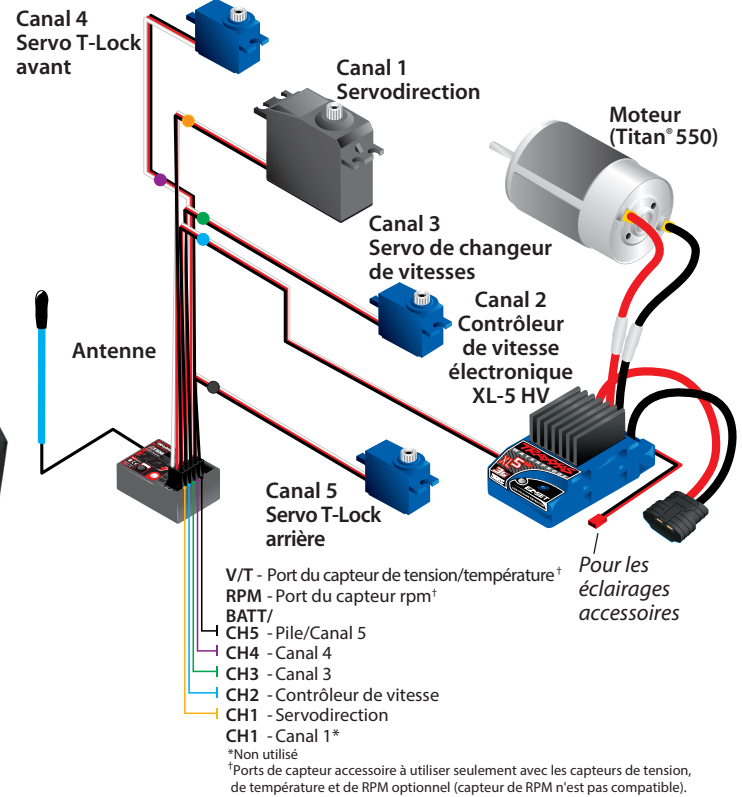 Canal 4
Servo T-Lock
avant
Canal 1
Servodirection
Moteur
(Titan® 550)
Canal 3
Servo de changeur
de vitesses
Canal 2
Contrôleur
de vitesse
électronique
XL-5 HV
Antenne
TRAXXAS
XL5
EZ-SET
Canal 5
Servo T-Lock
arrière
Pour les
éclairages
accessoires
V/T - Port du capteur de tension/température†
RPM - Port du capteur rpm†
BATT/
CH5 - Pile/Canal 5
CH4 - Canal 4
CH3 - Canal 3
CH2 - Contrôleur de vitesse
CH1 - Servodirection
CH1 - Canal 1*
*Non utilisé
†Ports de capteur accessoire à utiliser seulement avec les capteurs de tension,
de température et de RPM optionnel (capteur de RPM n'est pas compatible).